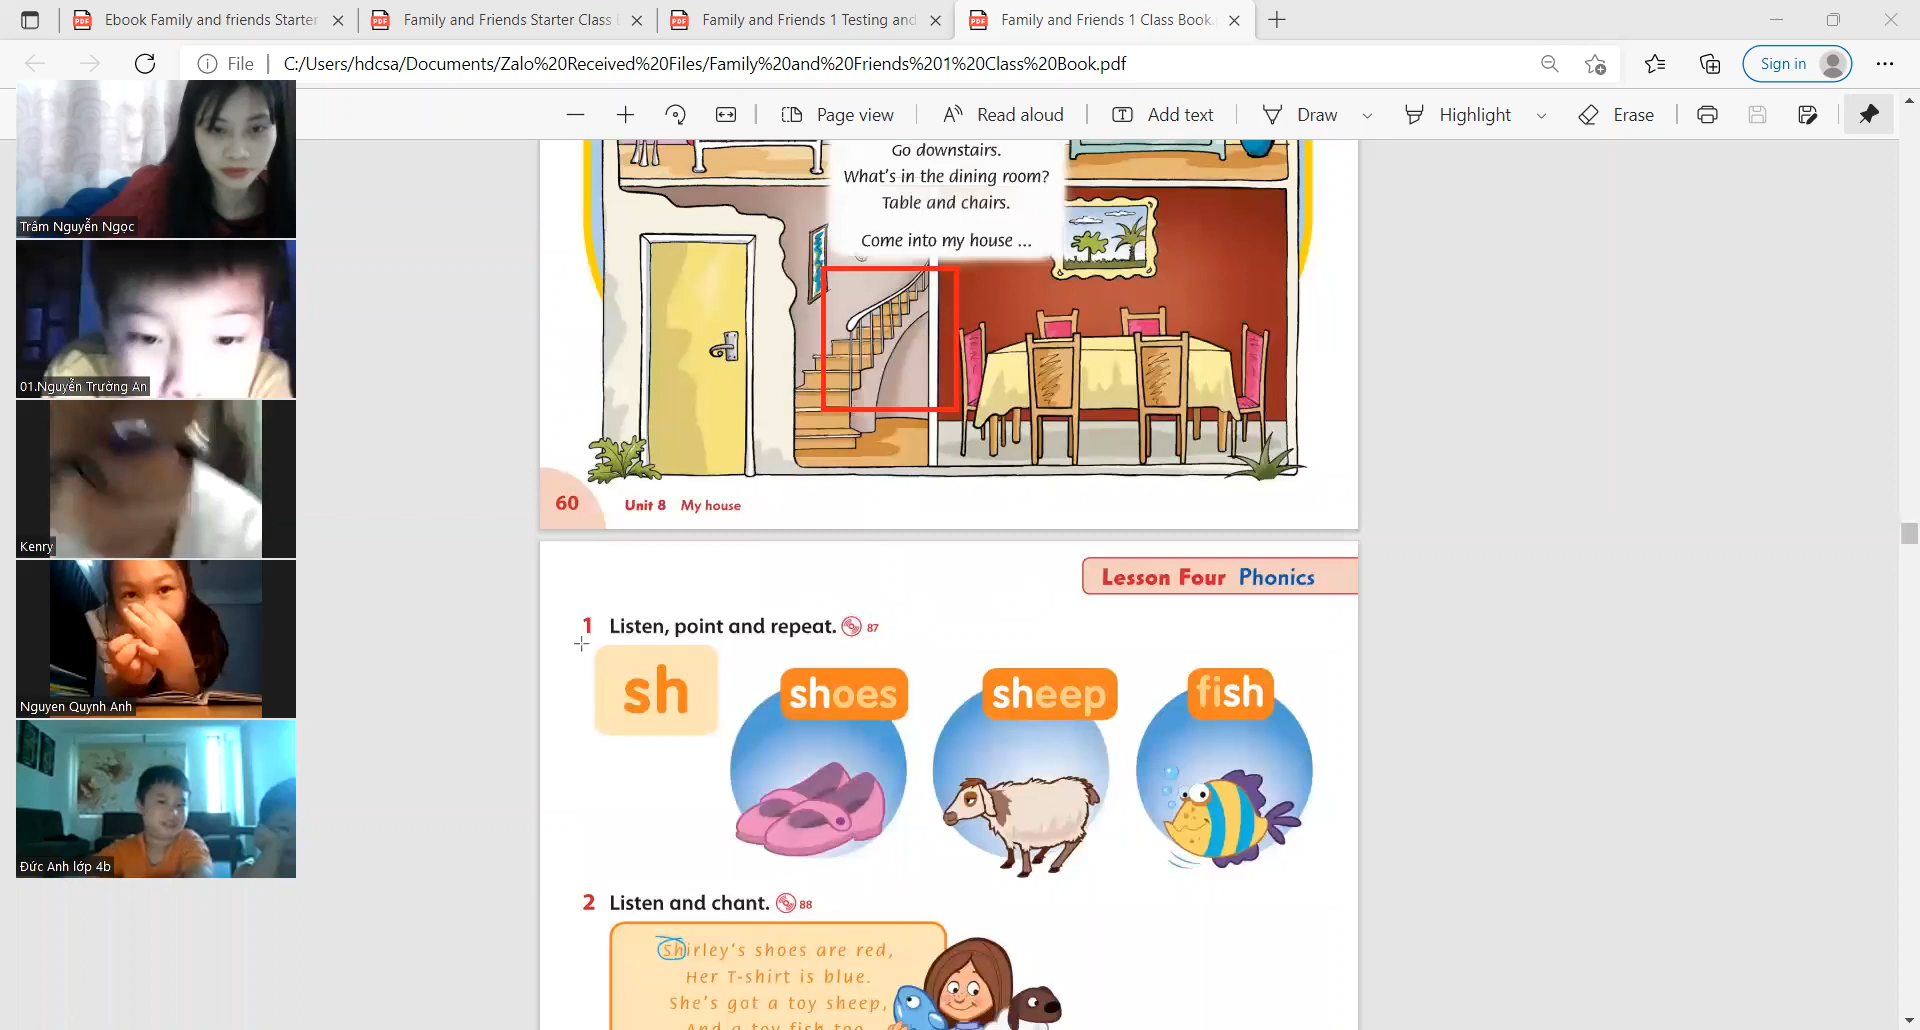 Ebook Family and friends Starter
Family and Friends Starter Class
Family and Friends 1 Testing and
Family and Friends 1 Class Book.
File
C:/Users/hdcsa/Documents/Zalo%20Received%20Files/Family%20and%20Friends%201%20Class%20Book.pdf
Sign in
Page view
Read aloud
Add text
Draw
Highlight
Erase
Trâm Nguyễn Ngọc
01.Nguyễn Trường An
Kenry
Nguyen Quynh Anh
Đức Anh lớp 4b
Go downstairs.
What's in the dining room?
Table and chairs.
Come into my house ...
60 Unit 8 My house
Lesson Four Phonics
1 Listen, point and repeat. 87
sh
shoes
sheep
fish
2 Listen and chant. 88
Shirley's shoes are red,
Her T-shirt is blue.
She's got a toy sheep,
And a toy fish too